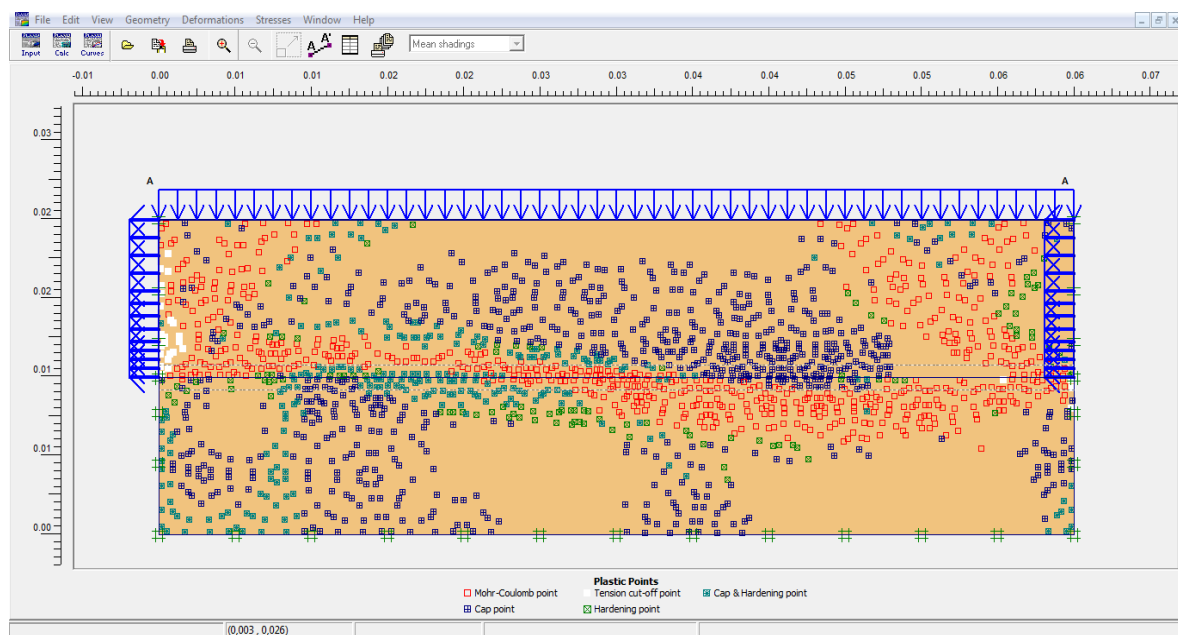 File Edit View Geometry Deformations Stresses Window Help
Input Calc Curves A A* Mean shadings
-0.01 0.00 0.01 0.01 0.02 0.02 0.03 0.03 0.04 0.04 0.05 0.06 0.06 0.07
0.03
A A
0.02
0.02
0.01
0.01
0.00
Plastic Points
Mohr-Coulomb point Tension cut-off point Cap & Hardening point
Cap point Hardening point
(0,003 , 0,026)